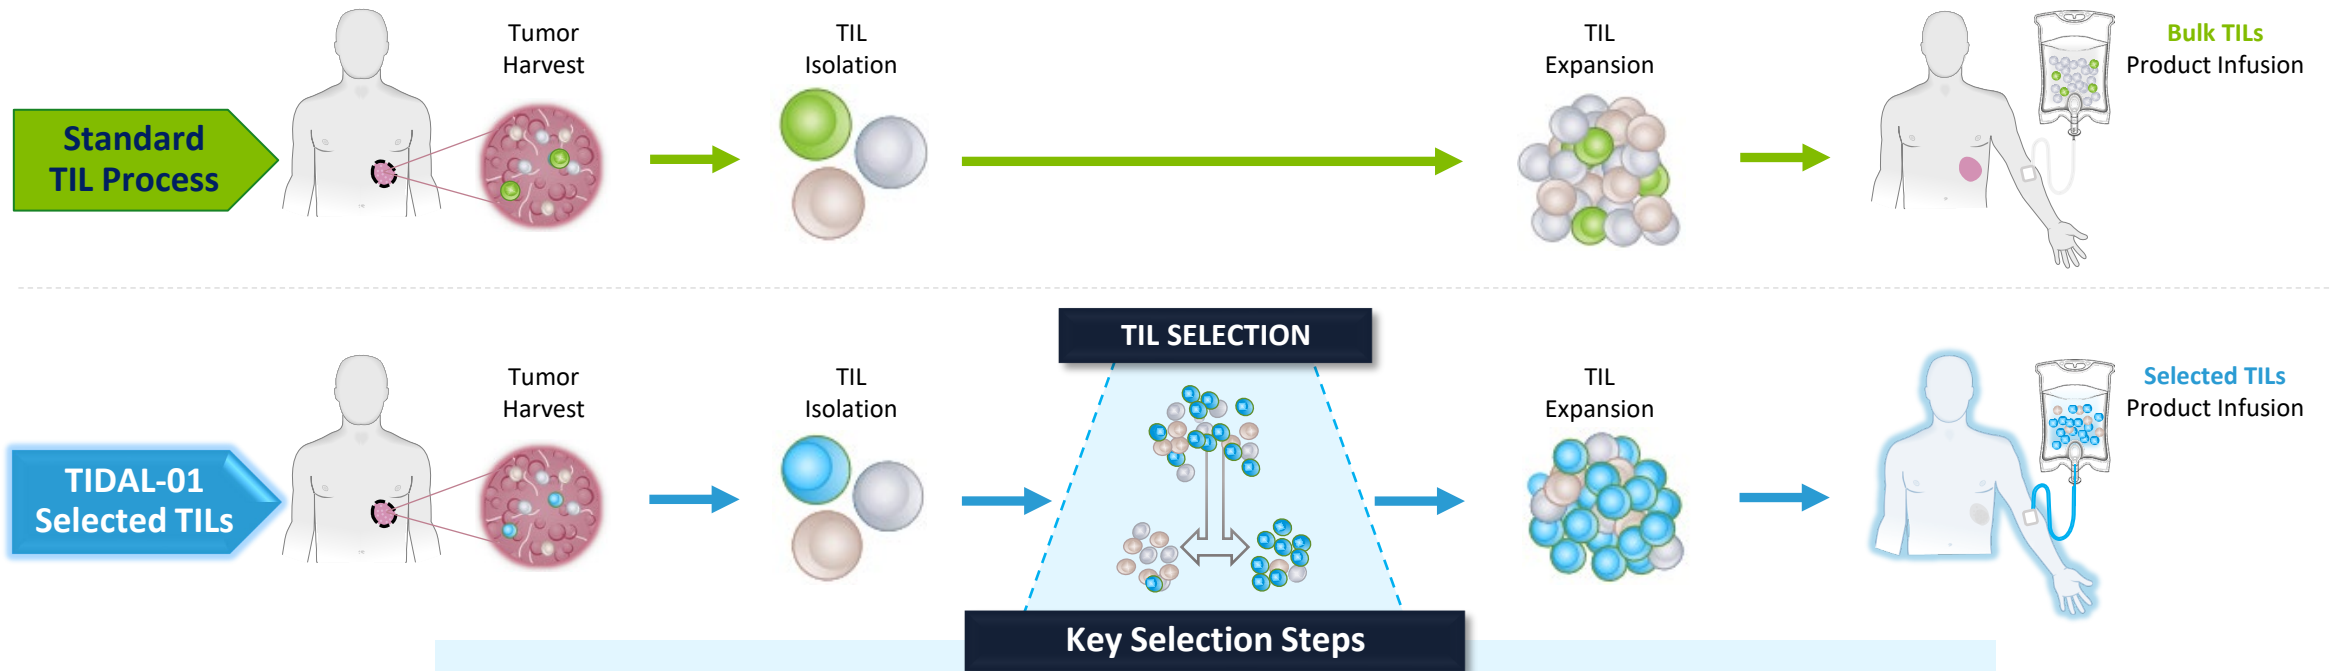 Standard
TIL Process
Tumor
Harvest
TIL
Isolation
TIL
Expansion
Bulk TILs
Product Infusion
TIL SELECTION
TIDAL-01
Selected TILs
Tumor
Harvest
TIL
Isolation
TIL
Expansion
Selected TILs
Product Infusion
Key Selection Steps